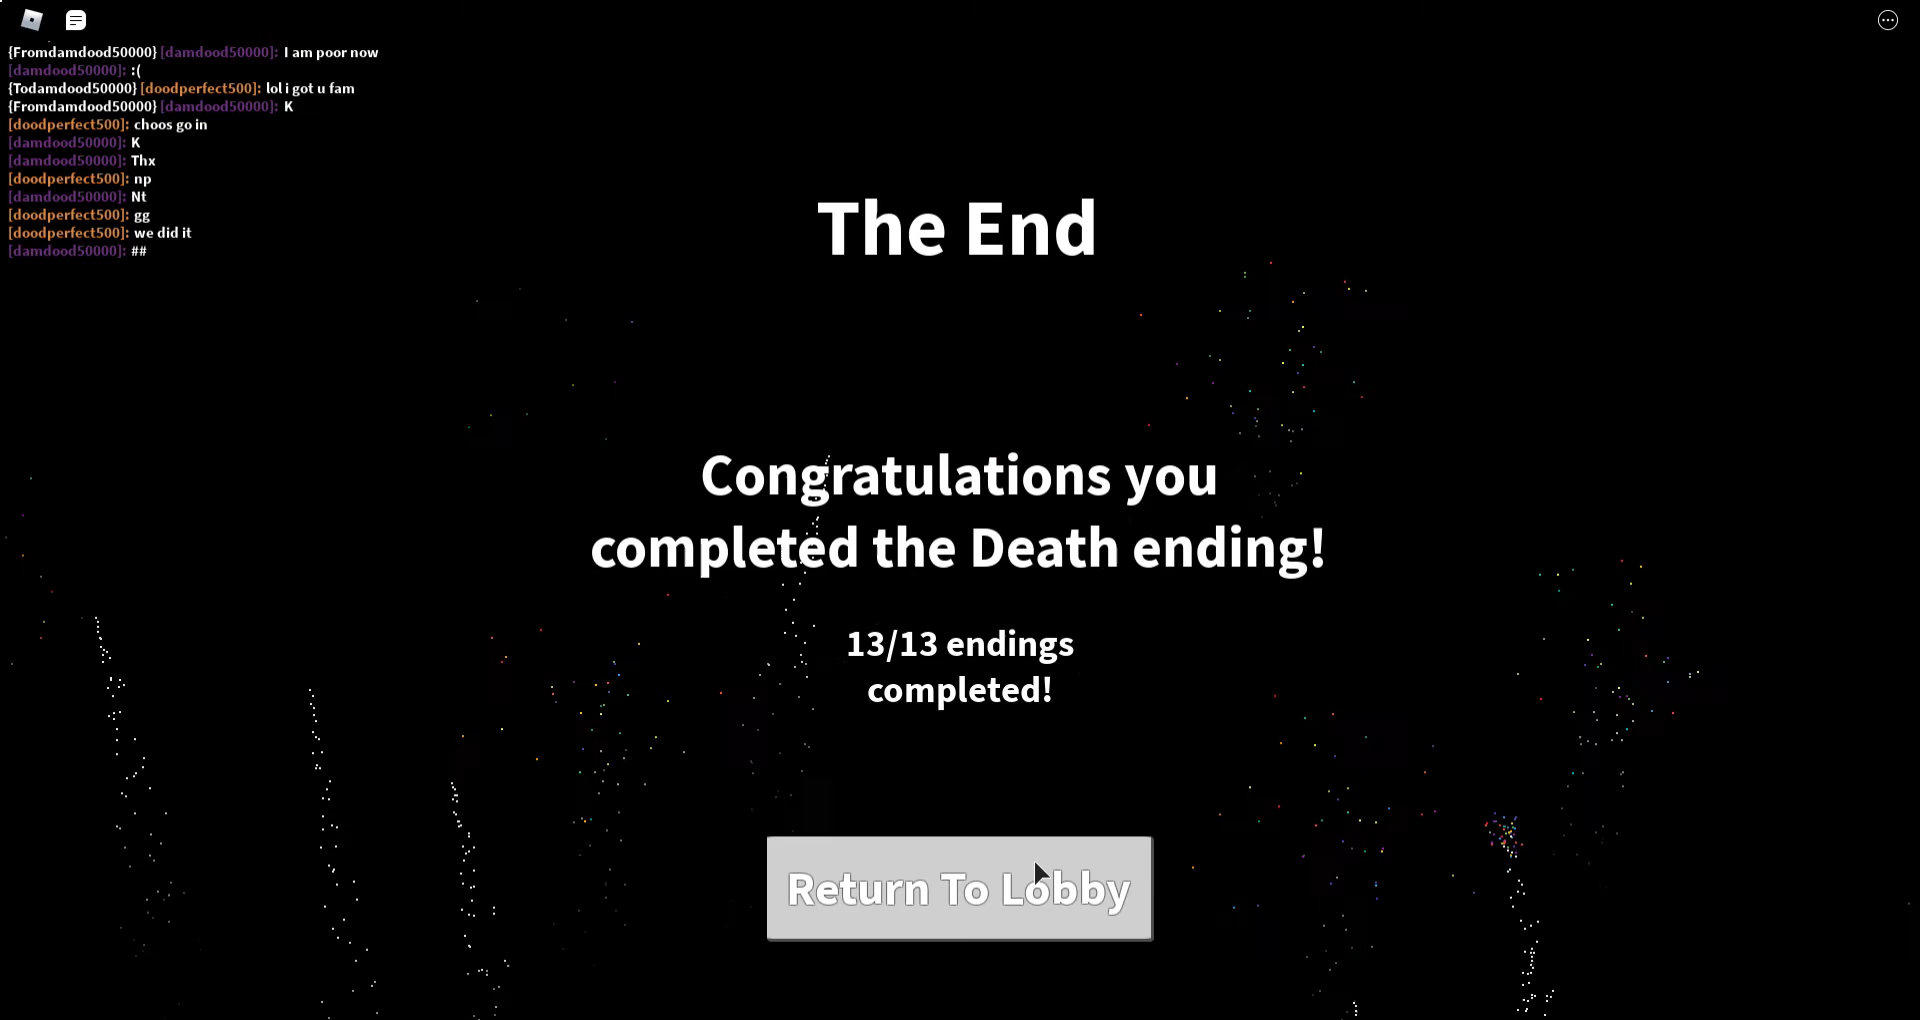 {Fromdamdood50000} [damdood50000]: I am poor now
[damdood50000]: :(
{Todamdood50000} [doodperfect500]: lol i got u fam
{Fromdamdood50000} [damdood50000]: K
[doodperfect500]: choos go in
[damdood50000]: K
[damdood50000]: Thx
[doodperfect500]: np
[damdood50000]: Nt
[doodperfect500]: gg
[doodperfect500]: we did it
[damdood50000]: ##
The End
Congratulations you
completed the Death ending!
13/13 endings
completed!
Return To Lobby